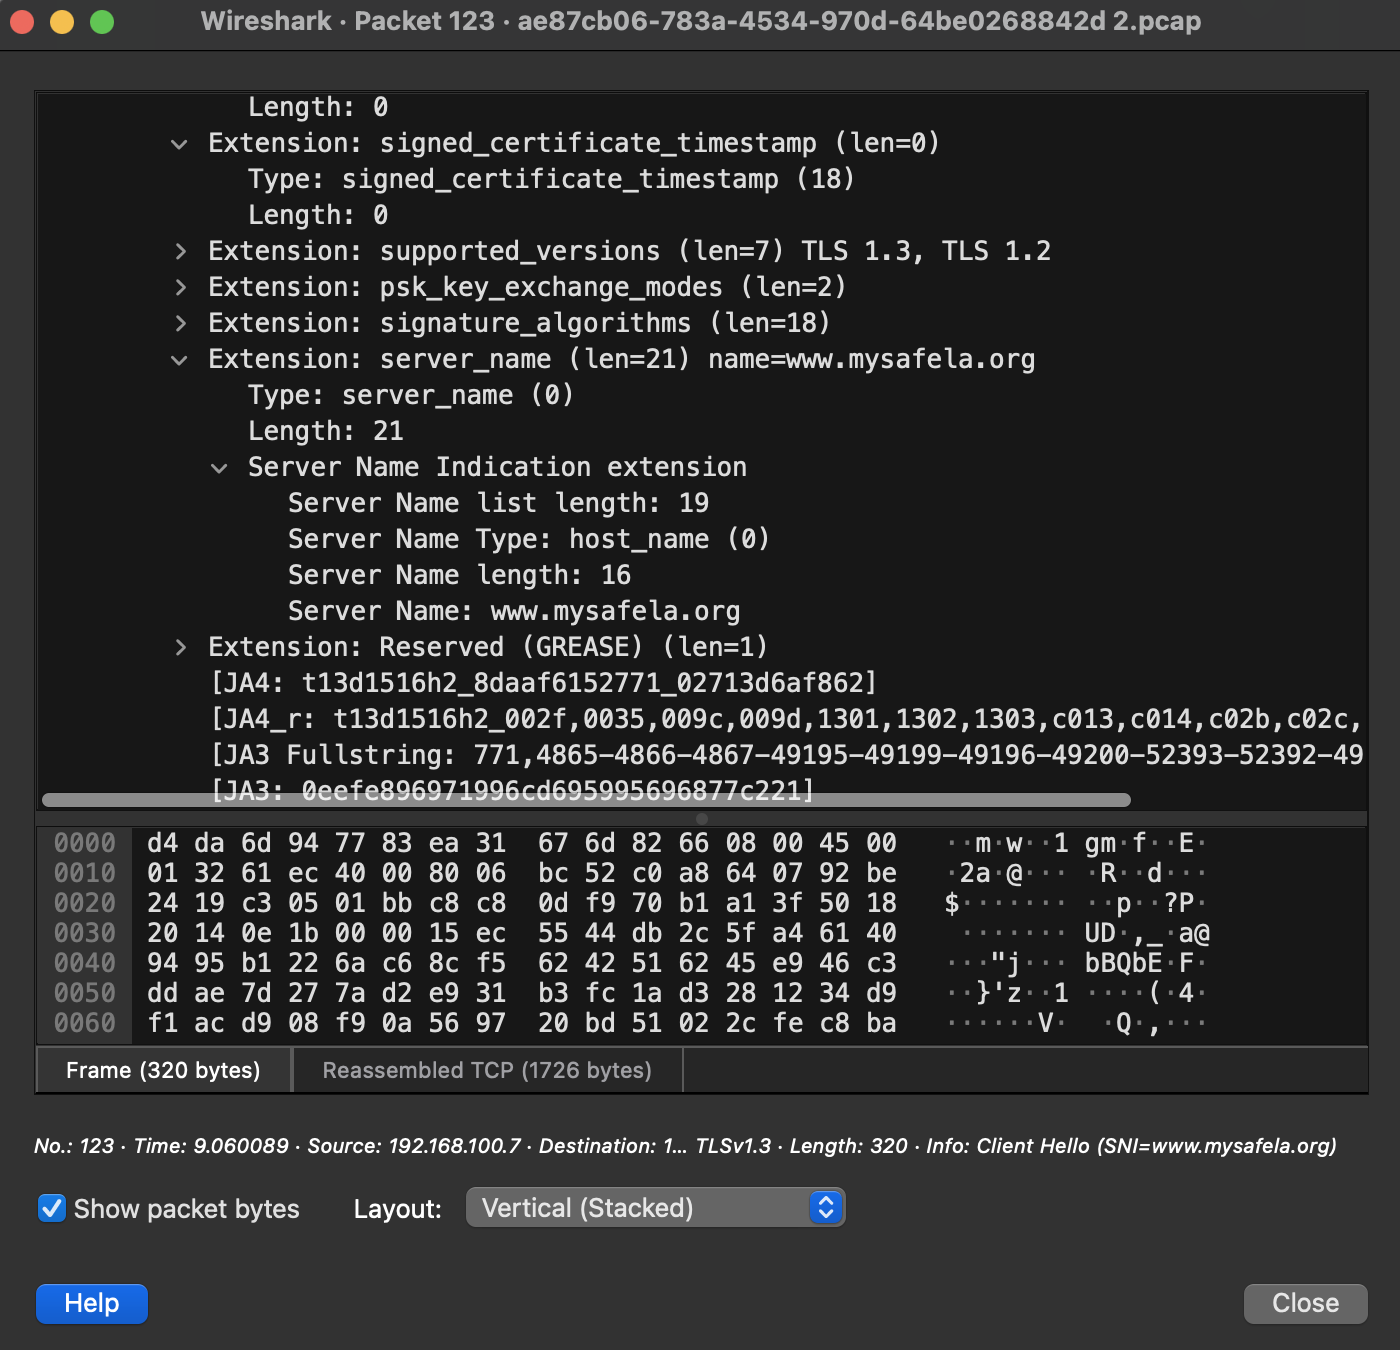 Wireshark · Packet 123 · ae87cb06-783a-4534-970d-64be0268842d 2.pcap
Length: 0
Extension: signed_certificate_timestamp (len=0)
Type: signed_certificate_timestamp (18)
Length: 0
Extension: supported_versions (len=7) TLS 1.3, TLS 1.2
Extension: psk_key_exchange_modes (len=2)
Extension: signature_algorithms (len=18)
Extension: server_name (len=21) name=www.mysafela.org
Type: server_name (0)
Length: 21
Server Name Indication extension
Server Name list length: 19
Server Name Type: host_name (0)
Server Name length: 16
Server Name: www.mysafela.org
Extension: Reserved (GREASE) (len=1)
[JA4: t13d1516h2_8daaf6152771_02713d6af862]
[JA4_r: t13d1516h2_002f,0035,009c,009d,1301,1302,1303,c013,c014,c02b,c02c,
[JA3 Fullstring: 771,4865-4866-4867-49195-49199-49196-49200-52393-52392-49
[JA3: 0eefe896971996cd695995696877c221]
0000 d4 da 6d 94 77 83 ea 31 67 6d 82 66 08 00 45 00 ··m·w··1 gm·f··E·
0010 01 32 61 ec 40 00 80 06 bc 52 c0 a8 64 07 92 be ·2a·@··· ·R··d···
0020 24 19 c3 05 01 bb c8 c8 0d f9 70 b1 a1 3f 50 18 $······· ··p··?P·
0030 20 14 0e 1b 00 00 15 ec 55 44 db 2c 5f a4 61 40 ······· UD·,_·a@
0040 94 95 b1 22 6a c6 8c f5 62 42 51 62 45 e9 46 c3 ···"j··· bBQbE·F·
0050 dd ae 7d 27 7a d2 e9 31 b3 fc 1a d3 28 12 34 d9 ··}'z··1 ····(·4·
0060 f1 ac d9 08 f9 0a 56 97 20 bd 51 02 2c fe c8 ba ······V· ·Q·,···
Frame (320 bytes) Reassembled TCP (1726 bytes)
No.: 123 · Time: 9.060089 · Source: 192.168.100.7 · Destination: 1... TLSv1.3 · Length: 320 · Info: Client Hello (SNI=www.mysafela.org)
Show packet bytes Layout: Vertical (Stacked)
Help Close